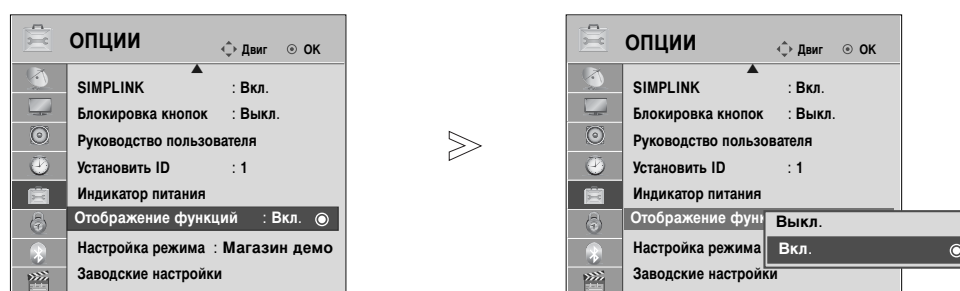 ОПЦИИ Двиг ОК
SIMPLINK : Вкл.
Блокировка кнопок : Выкл.
Руководство пользователя
Установить ID : 1
Индикатор питания
Отображение функций : Вкл.
Настройка режима : Магазин демо
Заводские настройки
ОПЦИИ Двиг ОК
SIMPLINK : Вкл.
Блокировка кнопок : Выкл.
Руководство пользователя
Установить ID : 1
Индикатор питания
Отображение функ
Выкл.
Настройка режима
Вкл.
Заводские настройки